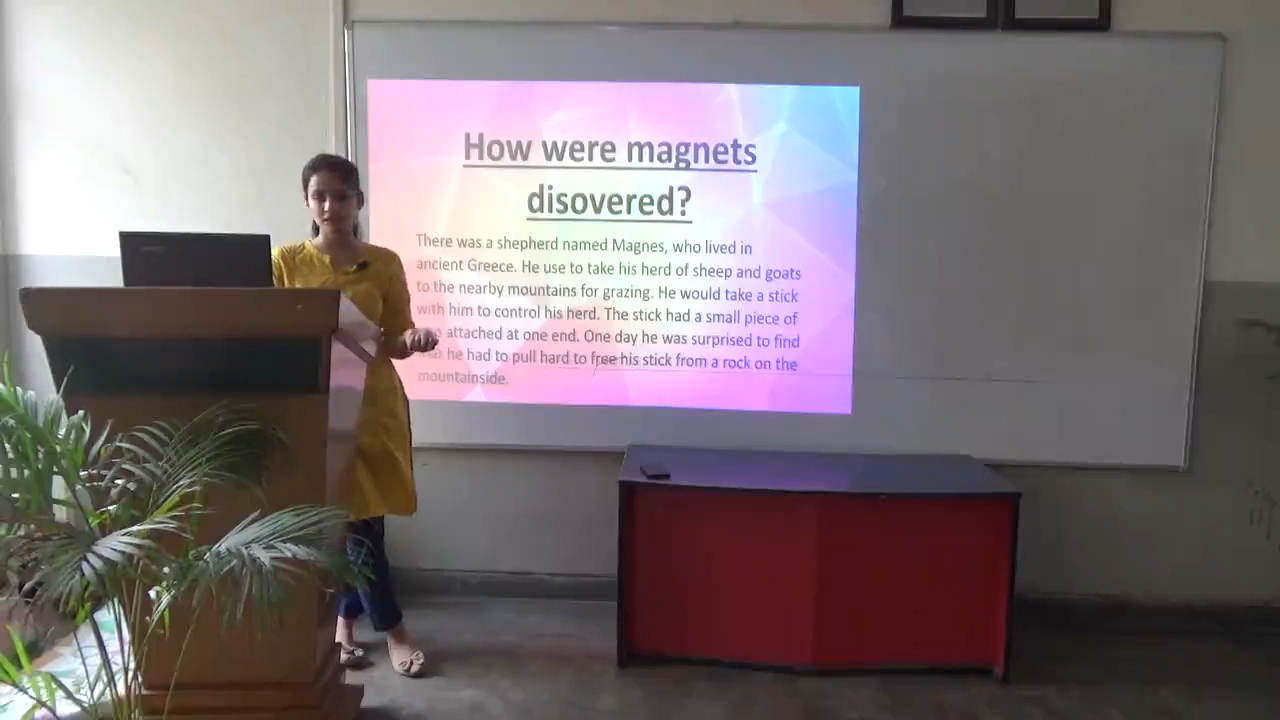 How were magnets
disovered?
There was a shepherd named Magnes, who lived in
ancient Greece. He use to take his herd of sheep and goats
to the nearby mountains for grazing. He would take a stick
with him to control his herd. The stick had a small piece of
attached at one end. One day he was surprised to find
he had to pull hard to free his stick from a rock on the
mountainside.